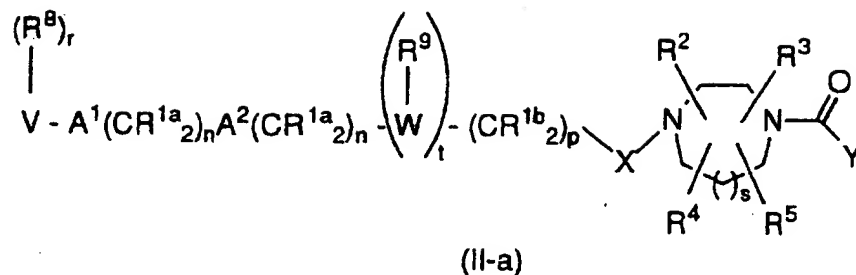 (R⁸)ᵣ
V - A¹(CR¹ᵃ₂)ₙA²(CR¹ᵃ₂)ₙ - (W)ₜ - (CR¹ᵇ₂)ₚ
R⁹
X
R² R³
N N O
Y
( )ₛ
R⁴ R⁵
(II-a)